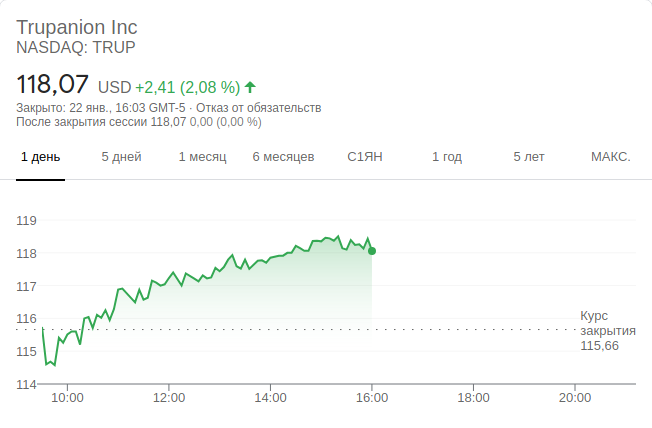 Trupanion Inc
NASDAQ: TRUP
118,07 USD +2,41 (2,08 %)
Закрыто: 22 янв., 16:03 GMT-5 · Отказ от обязательств
После закрытия сессии 118,07 0,00 (0,00 %)
1 день 5 дней 1 месяц 6 месяцев С1ЯН 1 год 5 лет МАКС.
119
118
117
116
115
114
Курс
закрытия
115,66
10:00 12:00 14:00 16:00 18:00 20:00